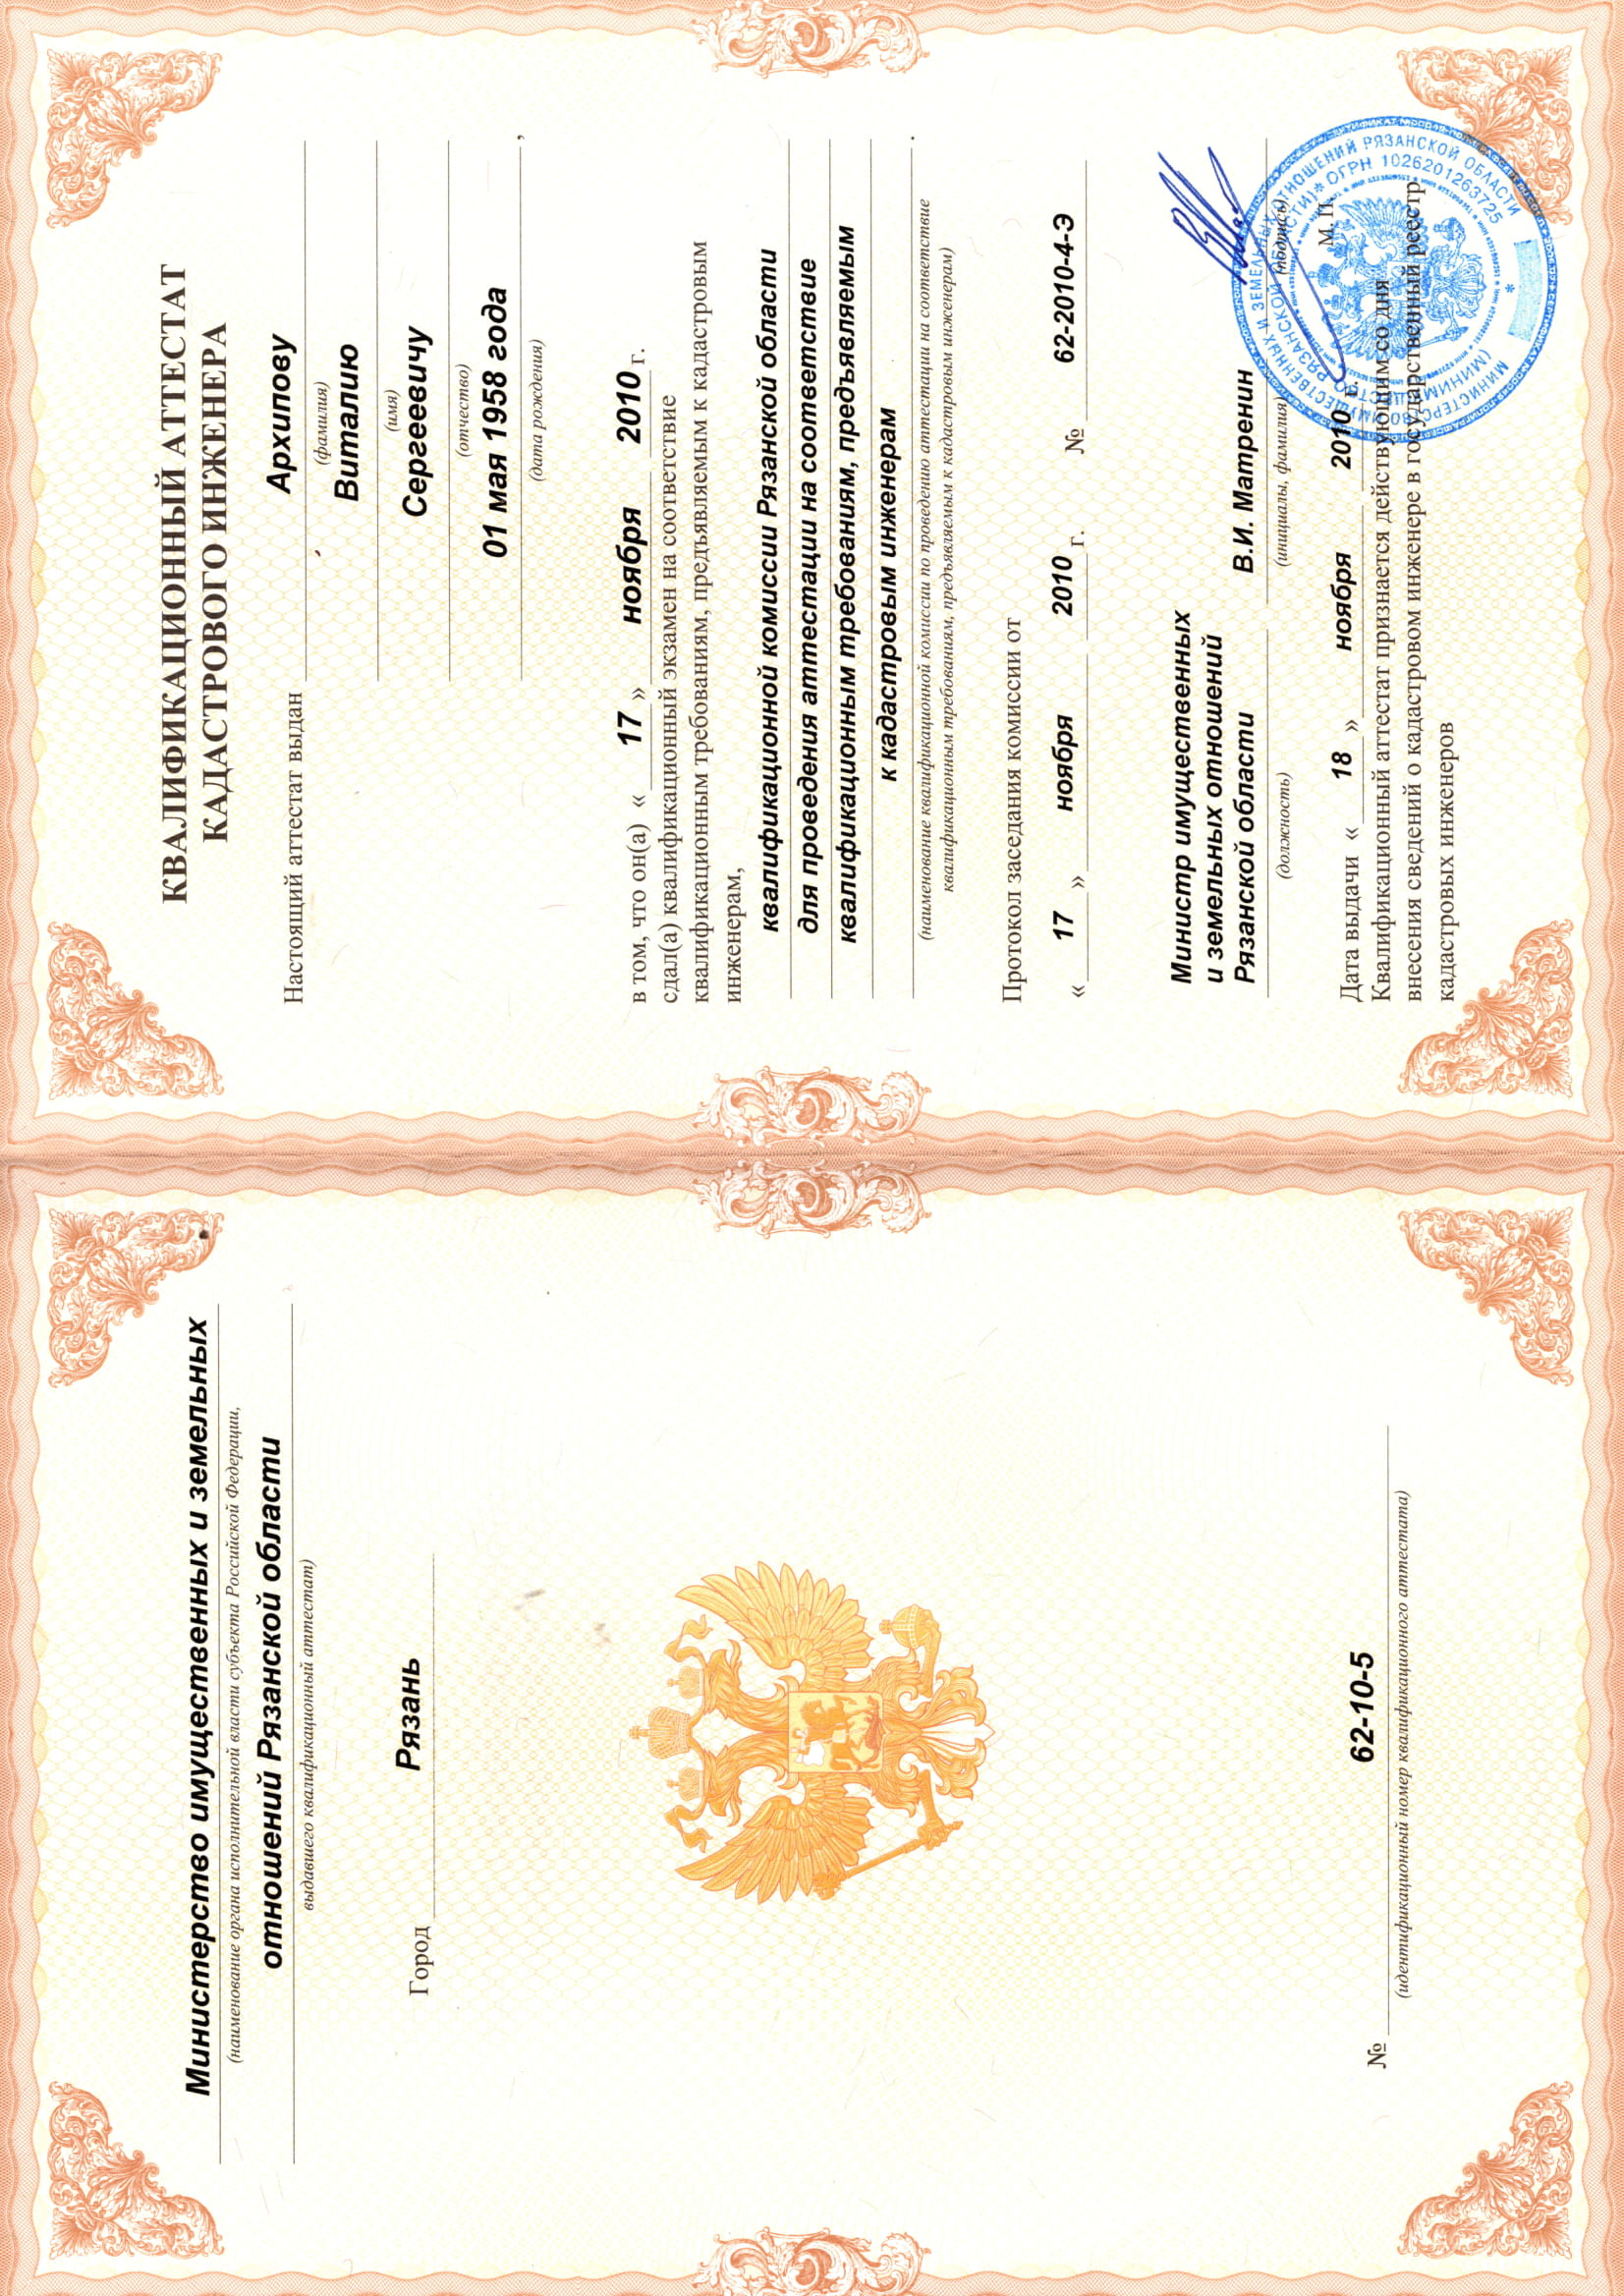 Министерство имущественных и земельных
(наименование органа исполнительной власти субъекта Российской Федерации,
отношений Рязанской области
выдавшего квалификационный аттестат)
Город Рязань
№ 62-10-5
(идентификационный номер квалификационного аттестата)
КВАЛИФИКАЦИОННЫЙ АТТЕСТАТ
КАДАСТРОВОГО ИНЖЕНЕРА
Настоящий аттестат выдан Архипову
(фамилия)
Виталию
(имя)
Сергеевичу
(отчество)
01 мая 1958 года,
(дата рождения)
в том, что он(а) « 17 » ноября 2010 г.
сдал(а) квалификационный экзамен на соответствие
квалификационным требованиям, предъявляемым к кадастровым
инженерам,
квалификационной комиссии Рязанской области
для проведения аттестации на соответствие
квалификационным требованиям, предъявляемым
к кадастровым инженерам.
(наименование квалификационной комиссии по проведению аттестации на соответствие
квалификационным требованиям, предъявляемым к кадастровым инженерам)
Протокол заседания комиссии от
« 17 » ноября 2010 г. № 62-2010-4-Э
Министр имущественных
и земельных отношений
Рязанской области В.И. Матренин
(должность) (инициалы, фамилия) (подпись)
М. П.
Дата выдачи « 18 » ноября 2010 г.
Квалификационный аттестат признается действующим со дня
внесения сведений о кадастровом инженере в государственный реестр
кадастровых инженеров
МИНИСТЕРСТВО ИМУЩЕСТВЕННЫХ И ЗЕМЕЛЬНЫХ ОТНОШЕНИЙ РЯЗАНСКОЙ ОБЛАСТИ
(МИНИМУЩЕСТВО РЯЗАНСКОЙ ОБЛАСТИ) * ОГРН 1026201263725